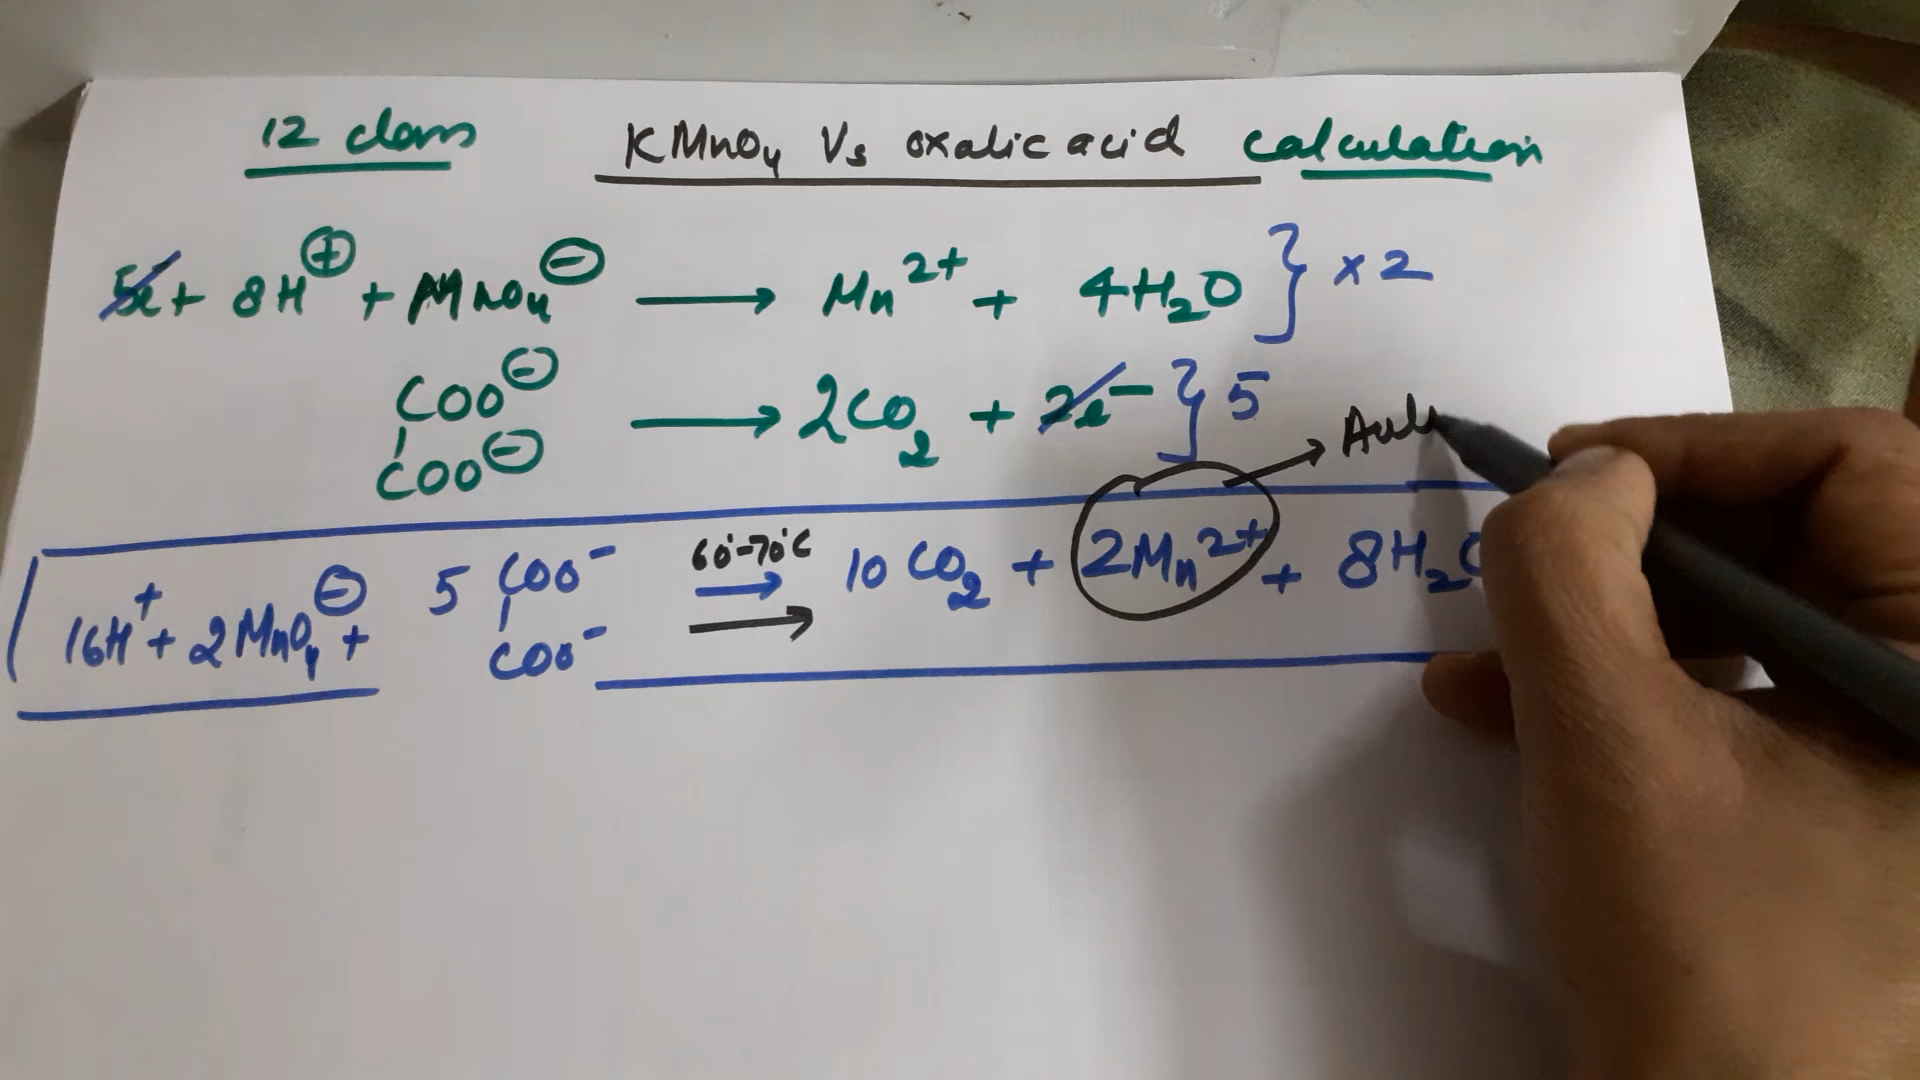 12 class KMnO4 Vs oxalic acid calculation
5e + 8H⊕ + MnO4⊖ → Mn2+ + 4H2O } x 2
COO⊖
COO⊖ → 2CO2 + 2e− } 5
60°-70°C
16H+ + 2MnO4⊖ + 5 COO− → 10 CO2 + 2Mn2+ + 8H2O
COO−